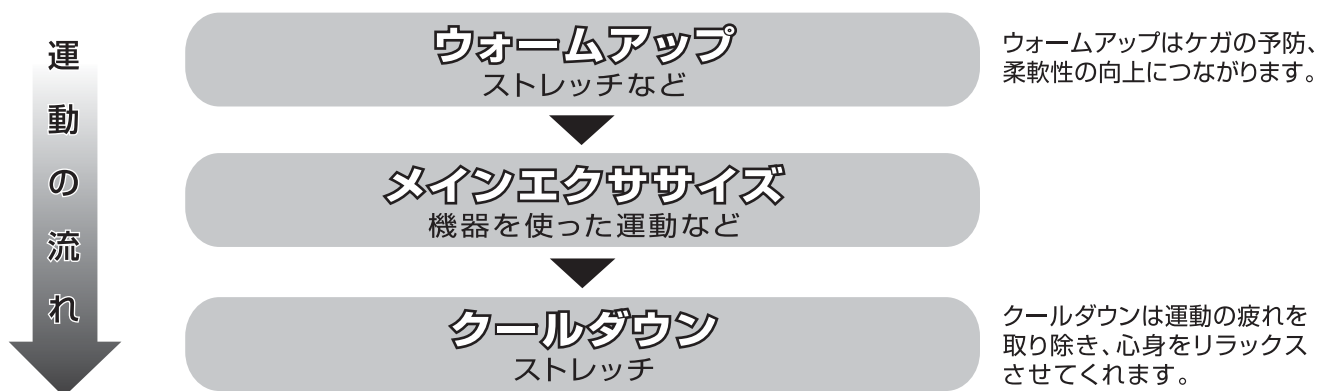 運動の流れ
ウォームアップ
ストレッチなど
ウォームアップはケガの予防、
柔軟性の向上につながります。
メインエクササイズ
機器を使った運動など
クールダウン
ストレッチ
クールダウンは運動の疲れを
取り除き、心身をリラックス
させてくれます。